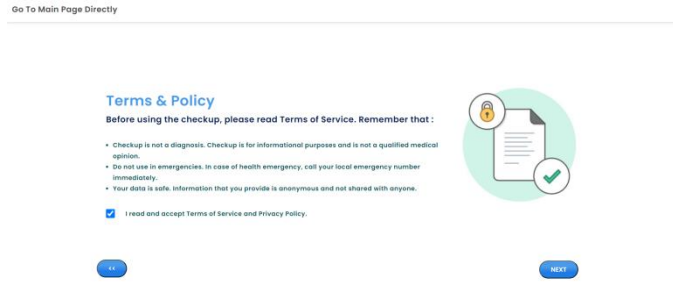 Go To Main Page Directly
Terms & Policy
Before using the checkup, please read Terms of Service. Remember that :
• Checkup is not a diagnosis. Checkup is for informational purposes and is not a qualified medical
opinion.
• Do not use in emergencies. In case of health emergency, call your local emergency number
immediately.
• Your data is safe. Information that you provide is anonymous and not shared with anyone.
I read and accept Terms of Service and Privacy Policy.
<<
NEXT